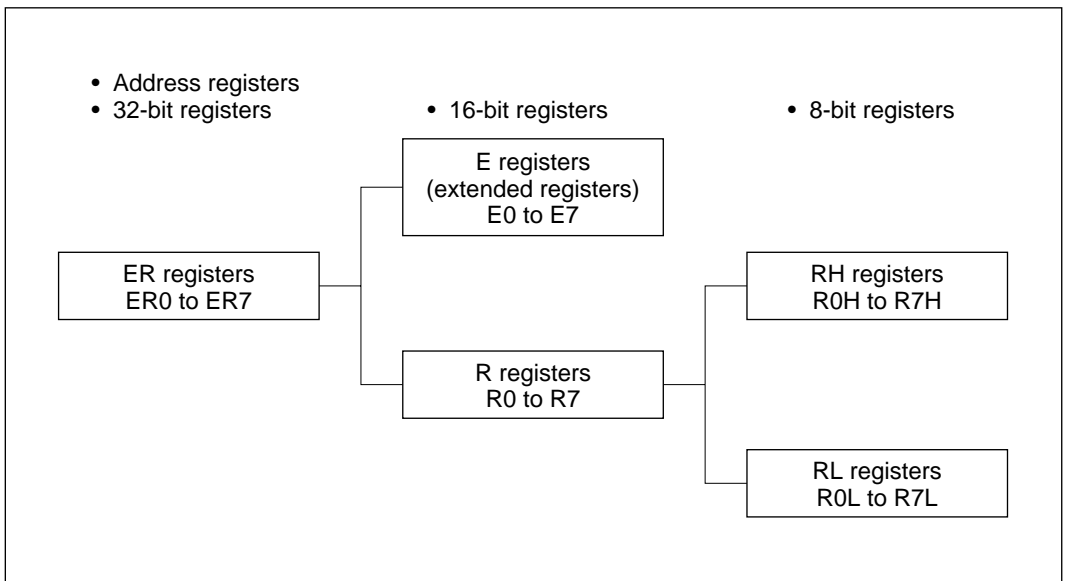 • Address registers
• 32-bit registers
• 16-bit registers
• 8-bit registers
E registers
(extended registers)
E0 to E7
ER registers
ER0 to ER7
RH registers
R0H to R7H
R registers
R0 to R7
RL registers
R0L to R7L